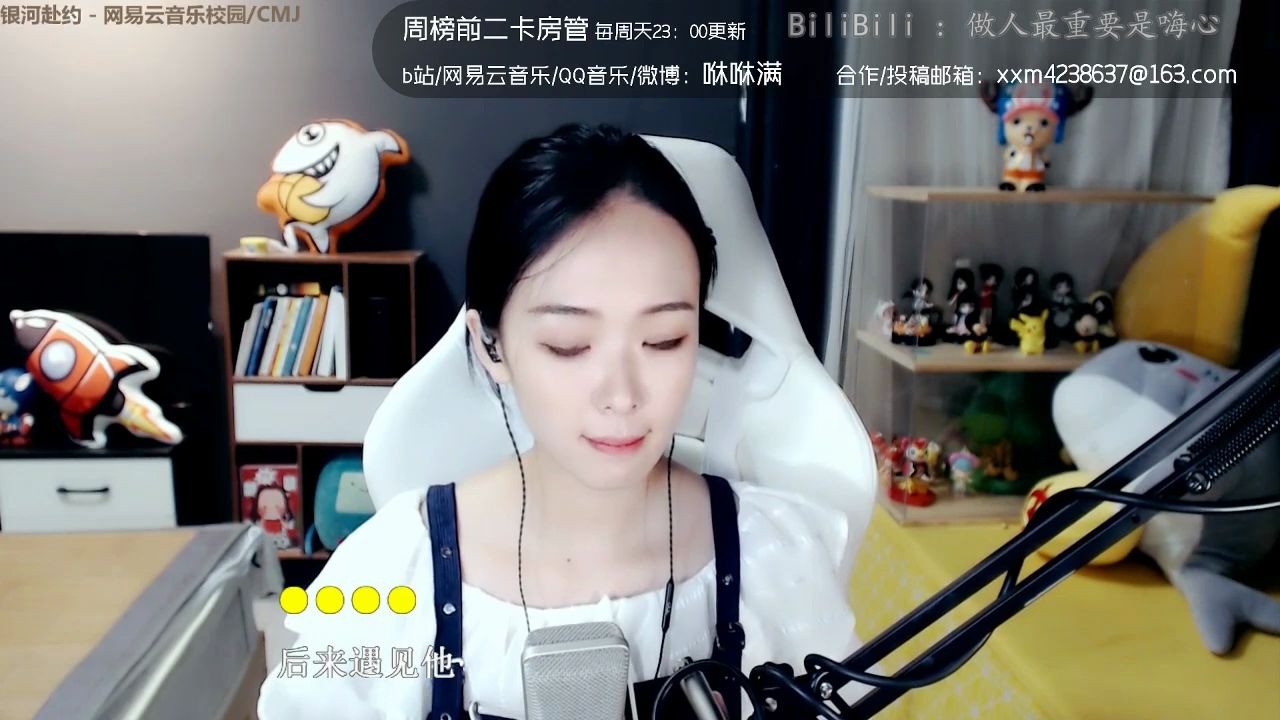 银河赴约 - 网易云音乐校园/CMJ
周榜前二卡房管 每周天23：00更新
BiliBili ：做人最重要是嗨心
b站/网易云音乐/QQ音乐/微博：咻咻满
合作/投稿邮箱：xxm4238637@163.com
后来遇见他